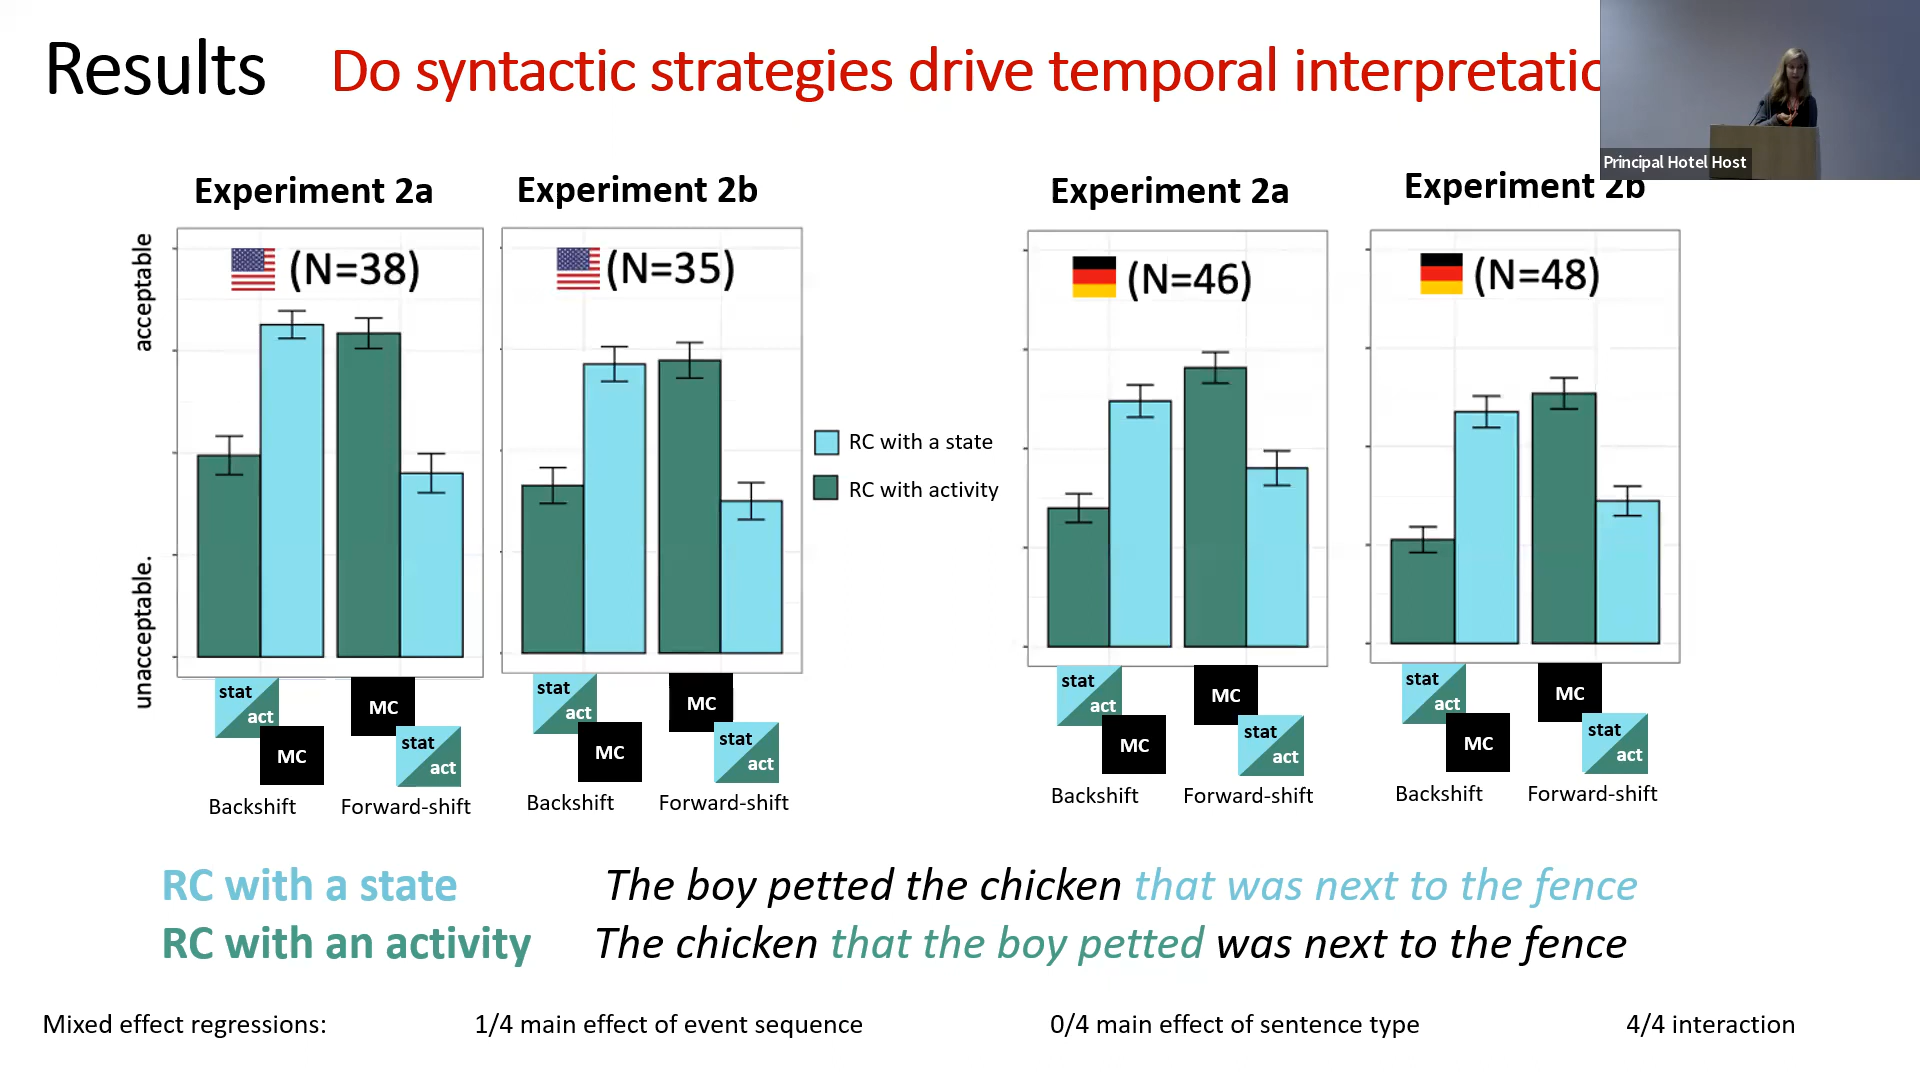 Results
Do syntactic strategies drive temporal
Principal Hotel Host
Experiment 2a
Experiment 2b
Experiment 2a
Experiment 2b
acceptable
unacceptable.
(N=38)
(N=35)
(N=46)
(N=48)
RC with a state
RC with activity
stat
act
MC
MC
stat
act
stat
act
MC
MC
stat
act
stat
act
MC
MC
stat
act
stat
act
MC
MC
stat
act
Backshift
Forward-shift
Backshift
Forward-shift
Backshift
Forward-shift
Backshift
Forward-shift
RC with a state The boy petted the chicken that was next to the fence
RC with an activity The chicken that the boy petted was next to the fence
Mixed effect regressions: 1/4 main effect of event sequence 0/4 main effect of sentence type 4/4 interaction